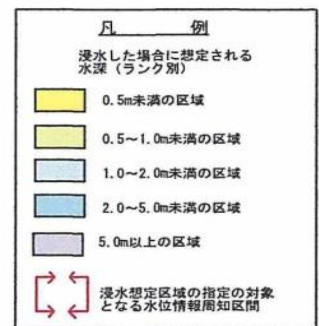 凡 例
浸水した場合に想定される
水深（ランク別）
0.5m未満の区域
0.5～1.0m未満の区域
1.0～2.0m未満の区域
2.0～5.0m未満の区域
5.0m以上の区域
浸水想定区域の指定の対象
となる水位情報周知区間